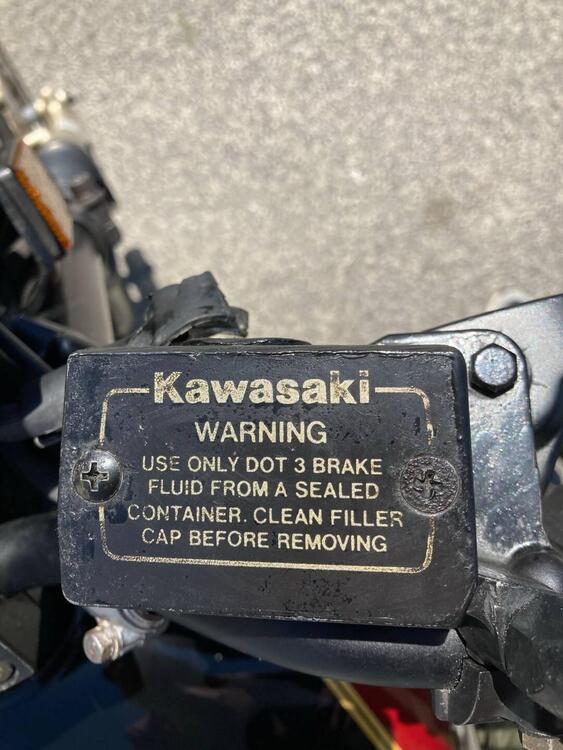 Kawasaki
WARNING
USE ONLY DOT 3 BRAKE
FLUID FROM A SEALED
CONTAINER. CLEAN FILLER
CAP BEFORE REMOVING